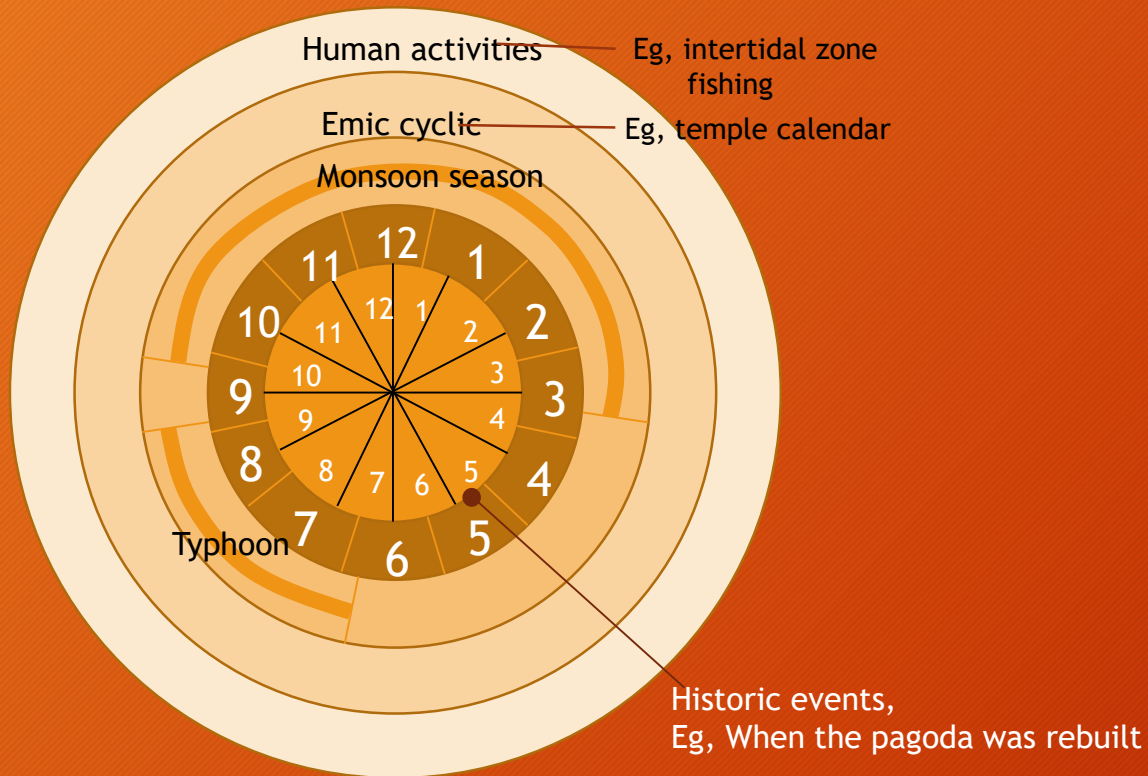 Human activities
Eg, intertidal zone
fishing
Emic cyclic
Eg, temple calendar
Monsoon season
12
1
2
3
4
5
6
7
8
9
10
11
12
1
2
3
4
5
6
7
8
9
10
11
Typhoon
Historic events,
Eg, When the pagoda was rebuilt